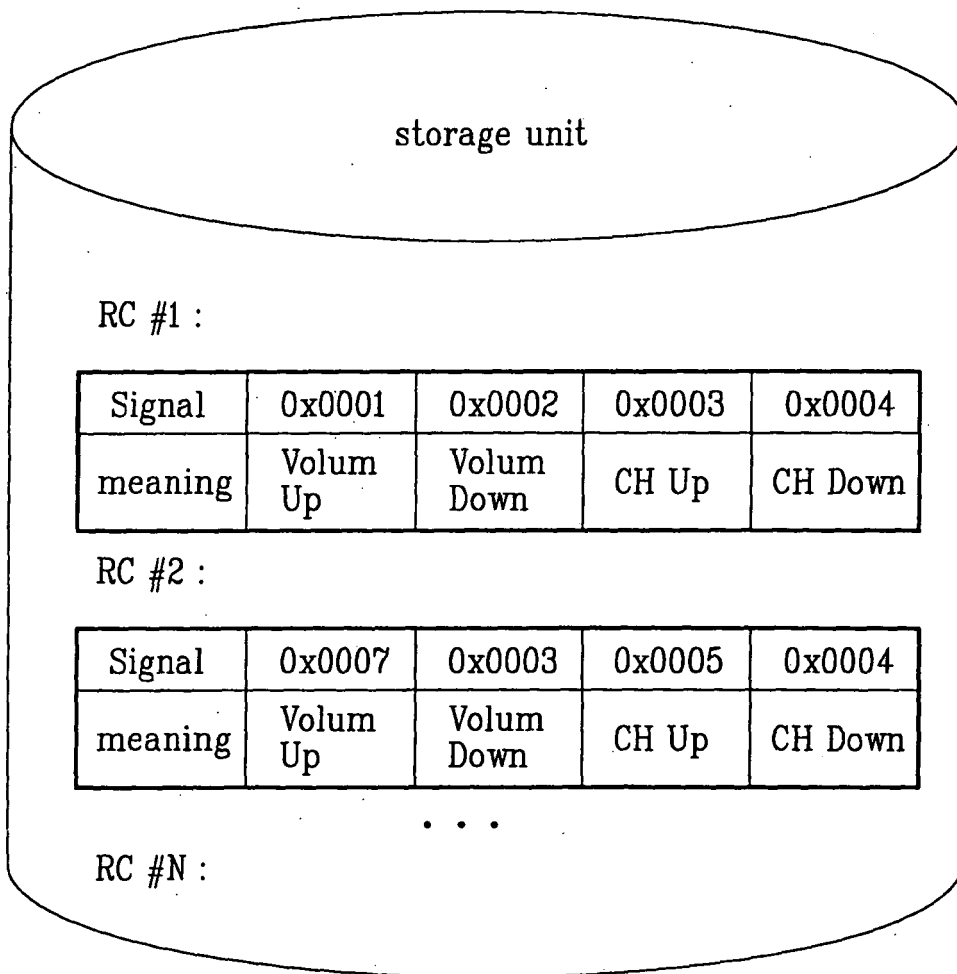 storage unit
RC #1 :
Signal 0x0001 0x0002 0x0003 0x0004
meaning Volum Up Volum Down CH Up CH Down
RC #2 :
Signal 0x0007 0x0003 0x0005 0x0004
meaning Volum Up Volum Down CH Up CH Down
. . .
RC #N :